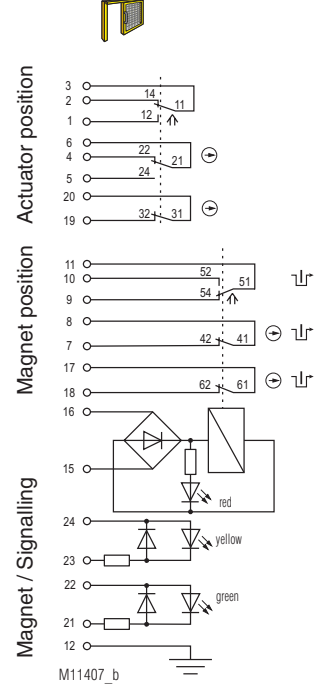 Actuator position
3
2 14
11
1 12
6
4 22
21
5 24
20
19 32 31
Magnet position
11
10 52
51
9 54
8
7 42 41
17
18 62 61
Magnet / Signalling
16
15
red
24
yellow
23
22
green
21
12
M11407_b